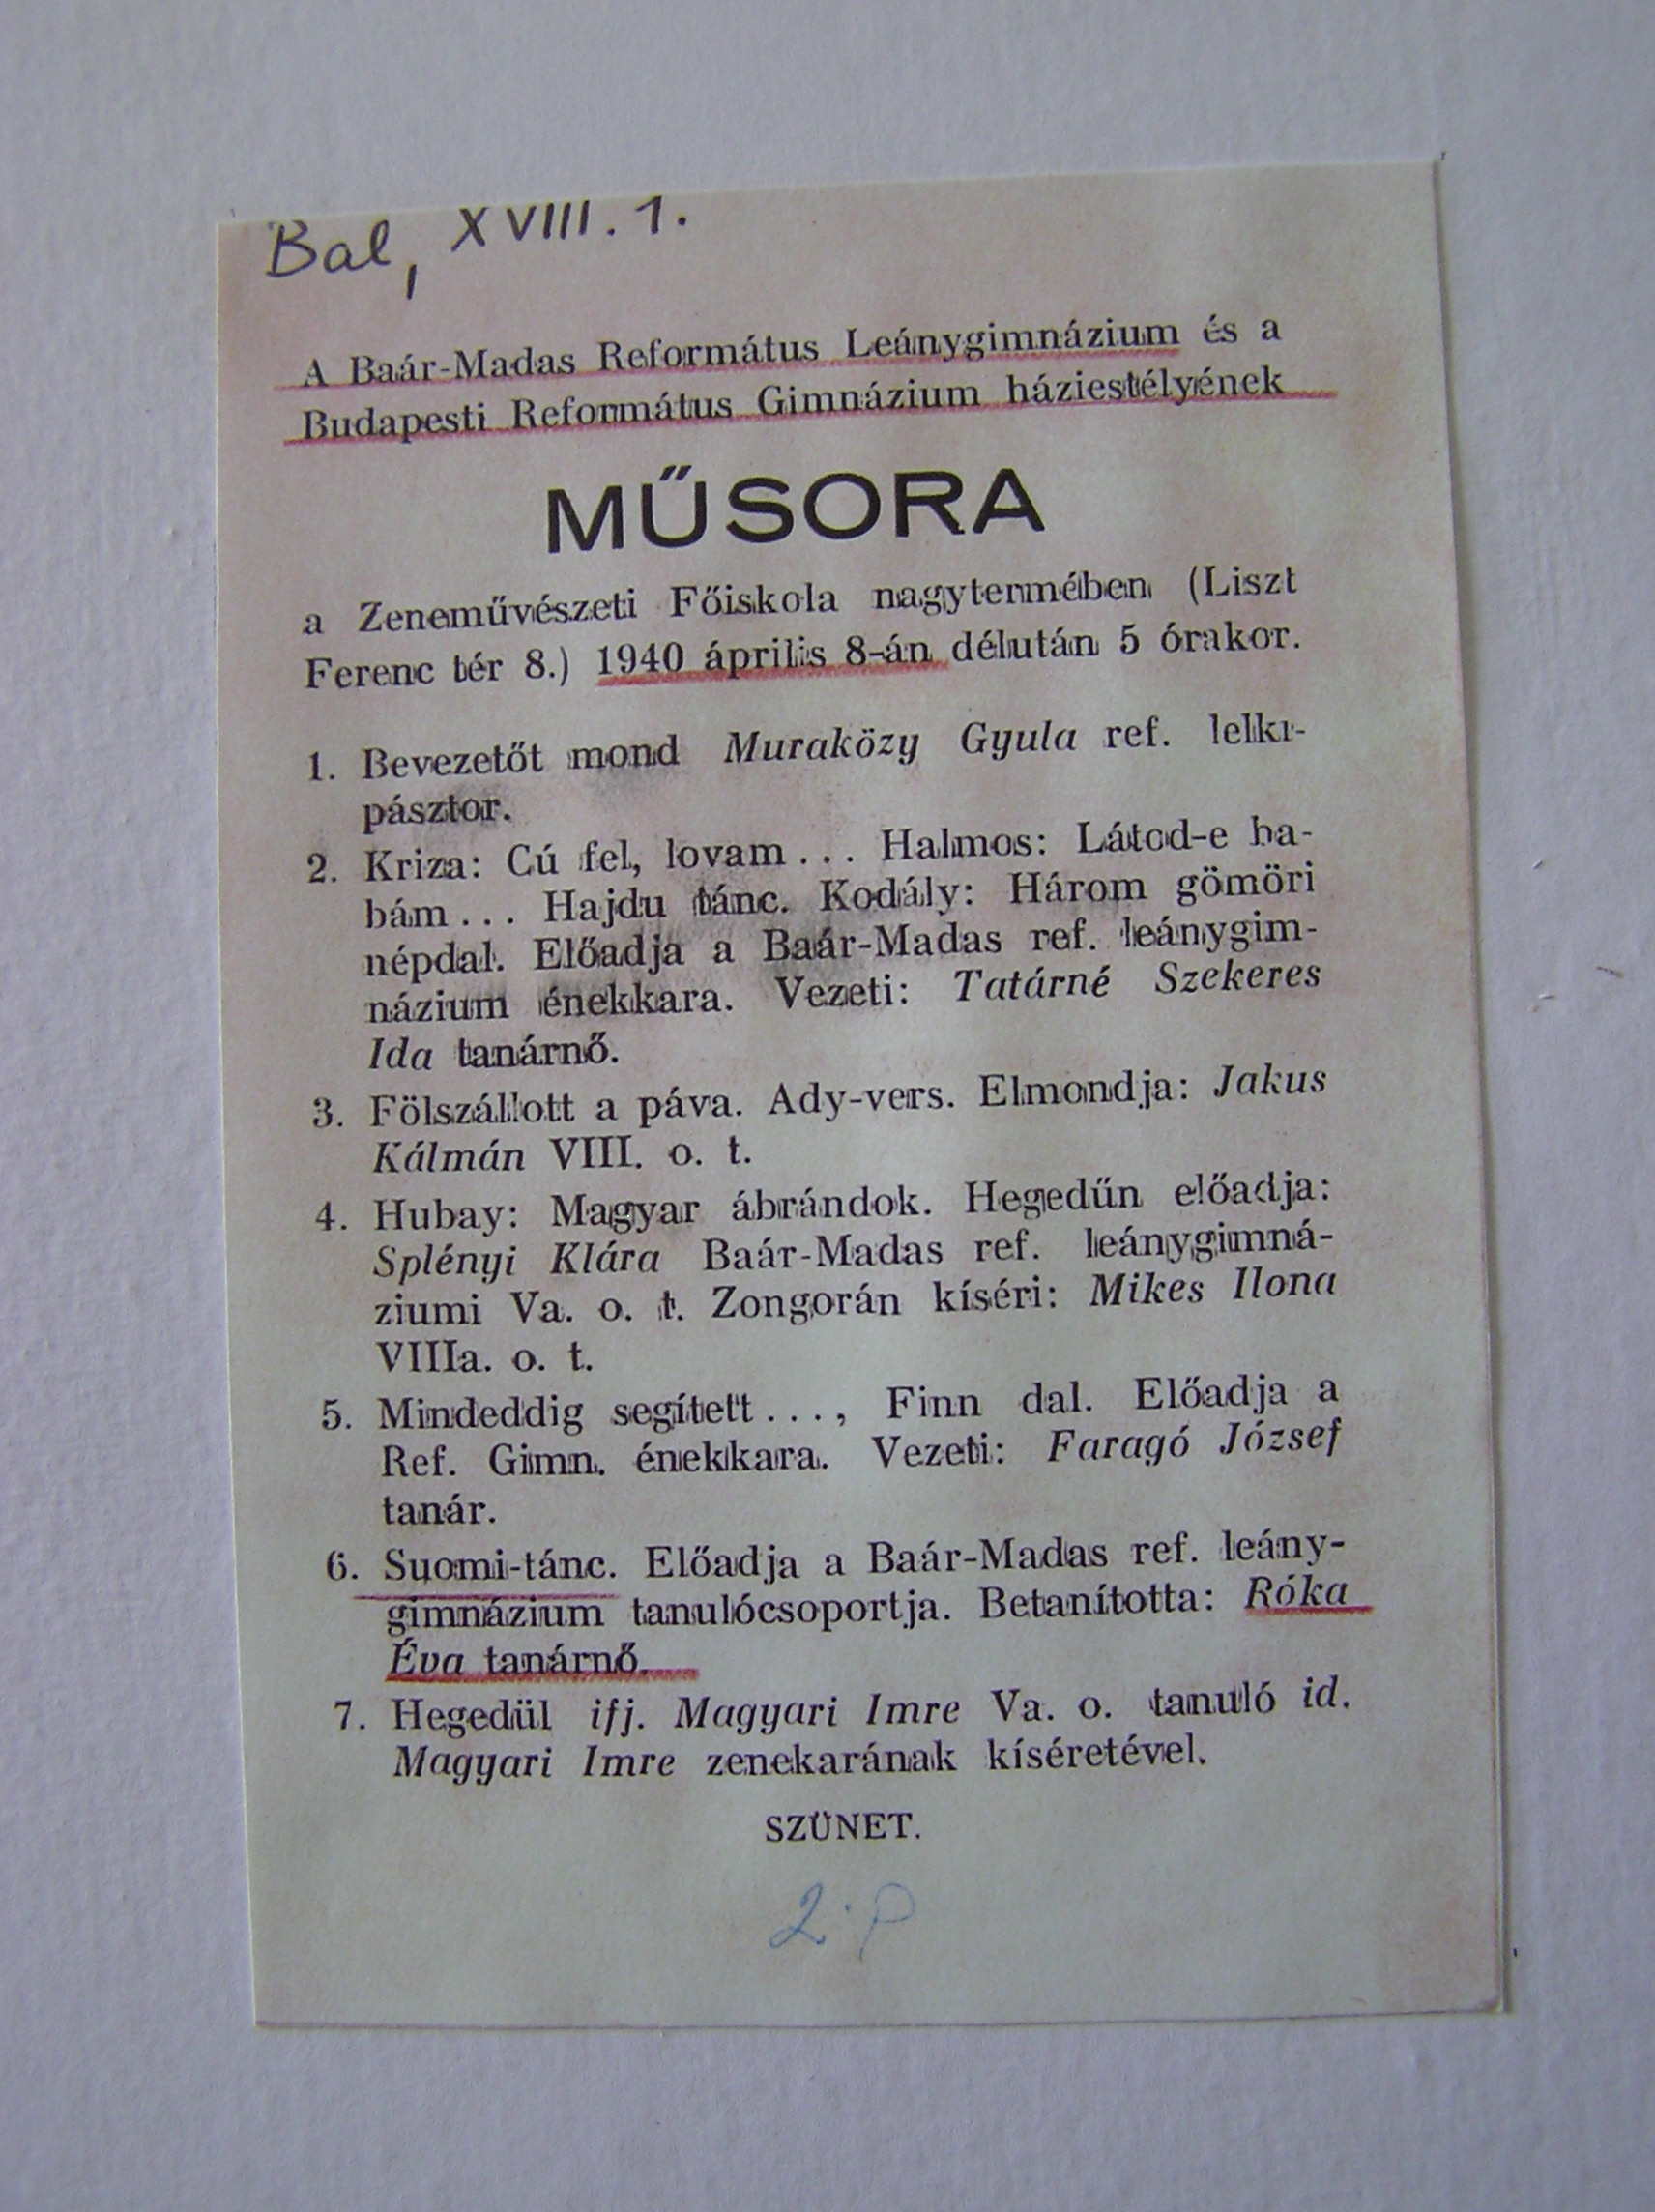 Bal, XVIII. 1.
A Baár-Madas Református Leánygimnázium és a
Budapesti Református Gimnázium háziestélyének
MŰSORA
a Zeneművészeti Főiskola nagytermében (Liszt
Ferenc tér 8.) 1940 április 8-án délután 5 órakor.
1. Bevezetőt mond Muraközy Gyula ref. lelki-
pásztor.
2. Kriza: Cú fel, lovam... Halmos: Látod-e ba-
bám... Hajdu tánc. Kodály: Három gömöri
népdal. Előadja a Baár-Madas ref. leánygim-
názium énekkara. Vezeti: Tatárné Szekeres
Ida tanárnő.
3. Fölszállott a páva. Ady-vers. Elmondja: Jakus
Kálmán VIII. o. t.
4. Hubay: Magyar ábrándok. Hegedűn előadja:
Splényi Klára Baár-Madas ref. leánygimná-
ziumi Va. o. t. Zongorán kíséri: Mikes Ilona
VIIIa. o. t.
5. Mindeddig segített..., Finn dal. Előadja a
Ref. Gimn. énekkara. Vezeti: Faragó József
tanár.
6. Suomi-tánc. Előadja a Baár-Madas ref. leány-
gimnázium tanulócsoportja. Betanította: Róka
Éva tanárnő.
7. Hegedül ifj. Magyari Imre Va. o. tanuló id.
Magyari Imre zenekarának kíséretével.
SZÜNET.
2.P